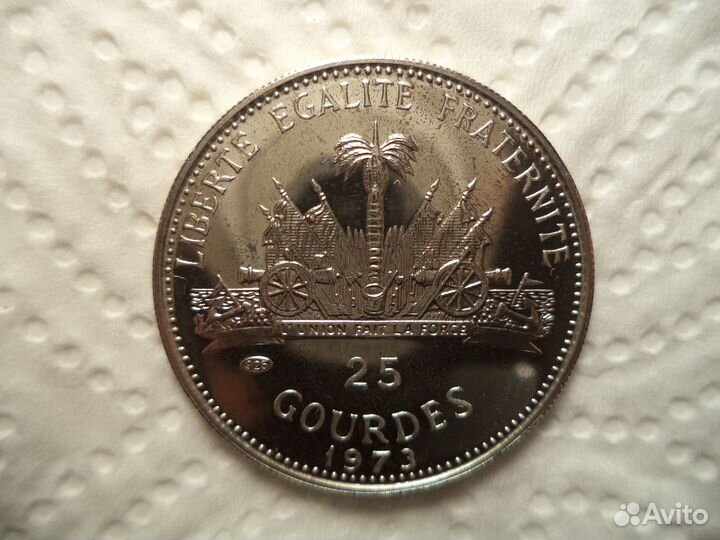 LIBERTE EGALITE FRATERNITE
L'UNION FAIT LA FORCE
925
25
GOURDES
1973
Avito